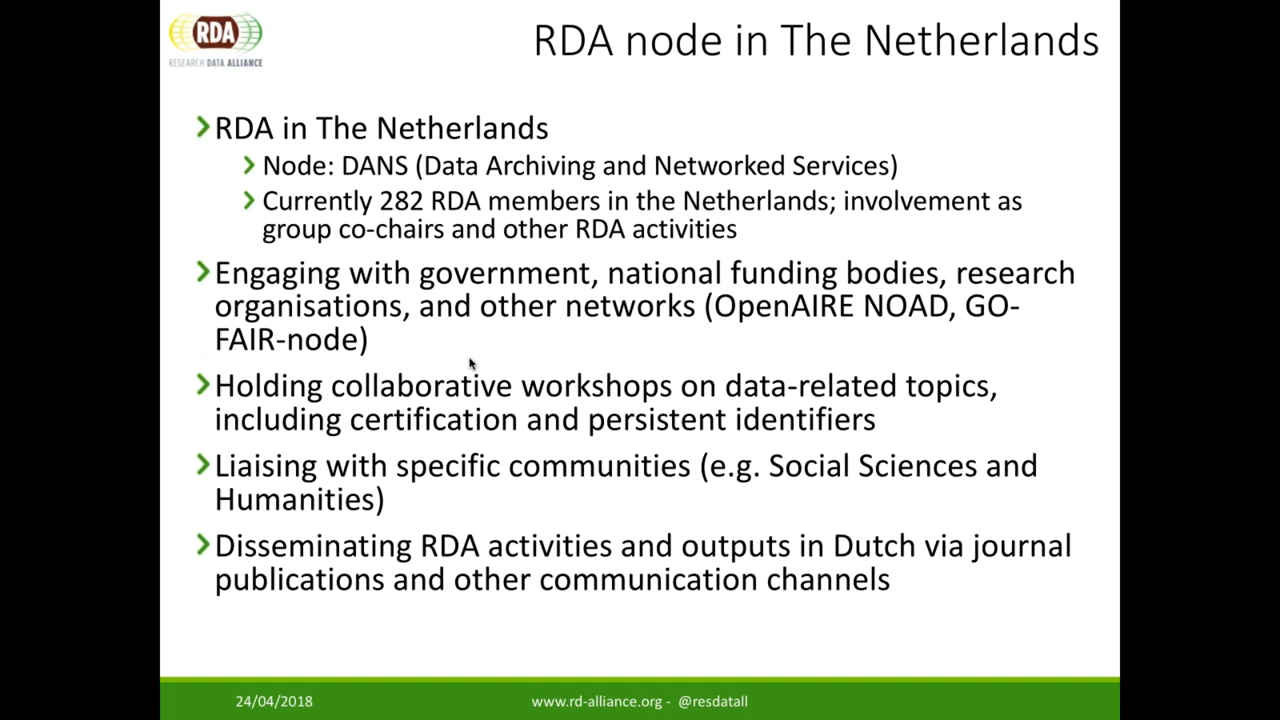 RDA
RESEARCH DATA ALLIANCE
RDA node in The Netherlands
RDA in The Netherlands
Node: DANS (Data Archiving and Networked Services)
Currently 282 RDA members in the Netherlands; involvement as
group co-chairs and other RDA activities
Engaging with government, national funding bodies, research
organisations, and other networks (OpenAIRE NOAD, GO-
FAIR-node)
Holding collaborative workshops on data-related topics,
including certification and persistent identifiers
Liaising with specific communities (e.g. Social Sciences and
Humanities)
Disseminating RDA activities and outputs in Dutch via journal
publications and other communication channels
24/04/2018
www.rd-alliance.org - @resdatall